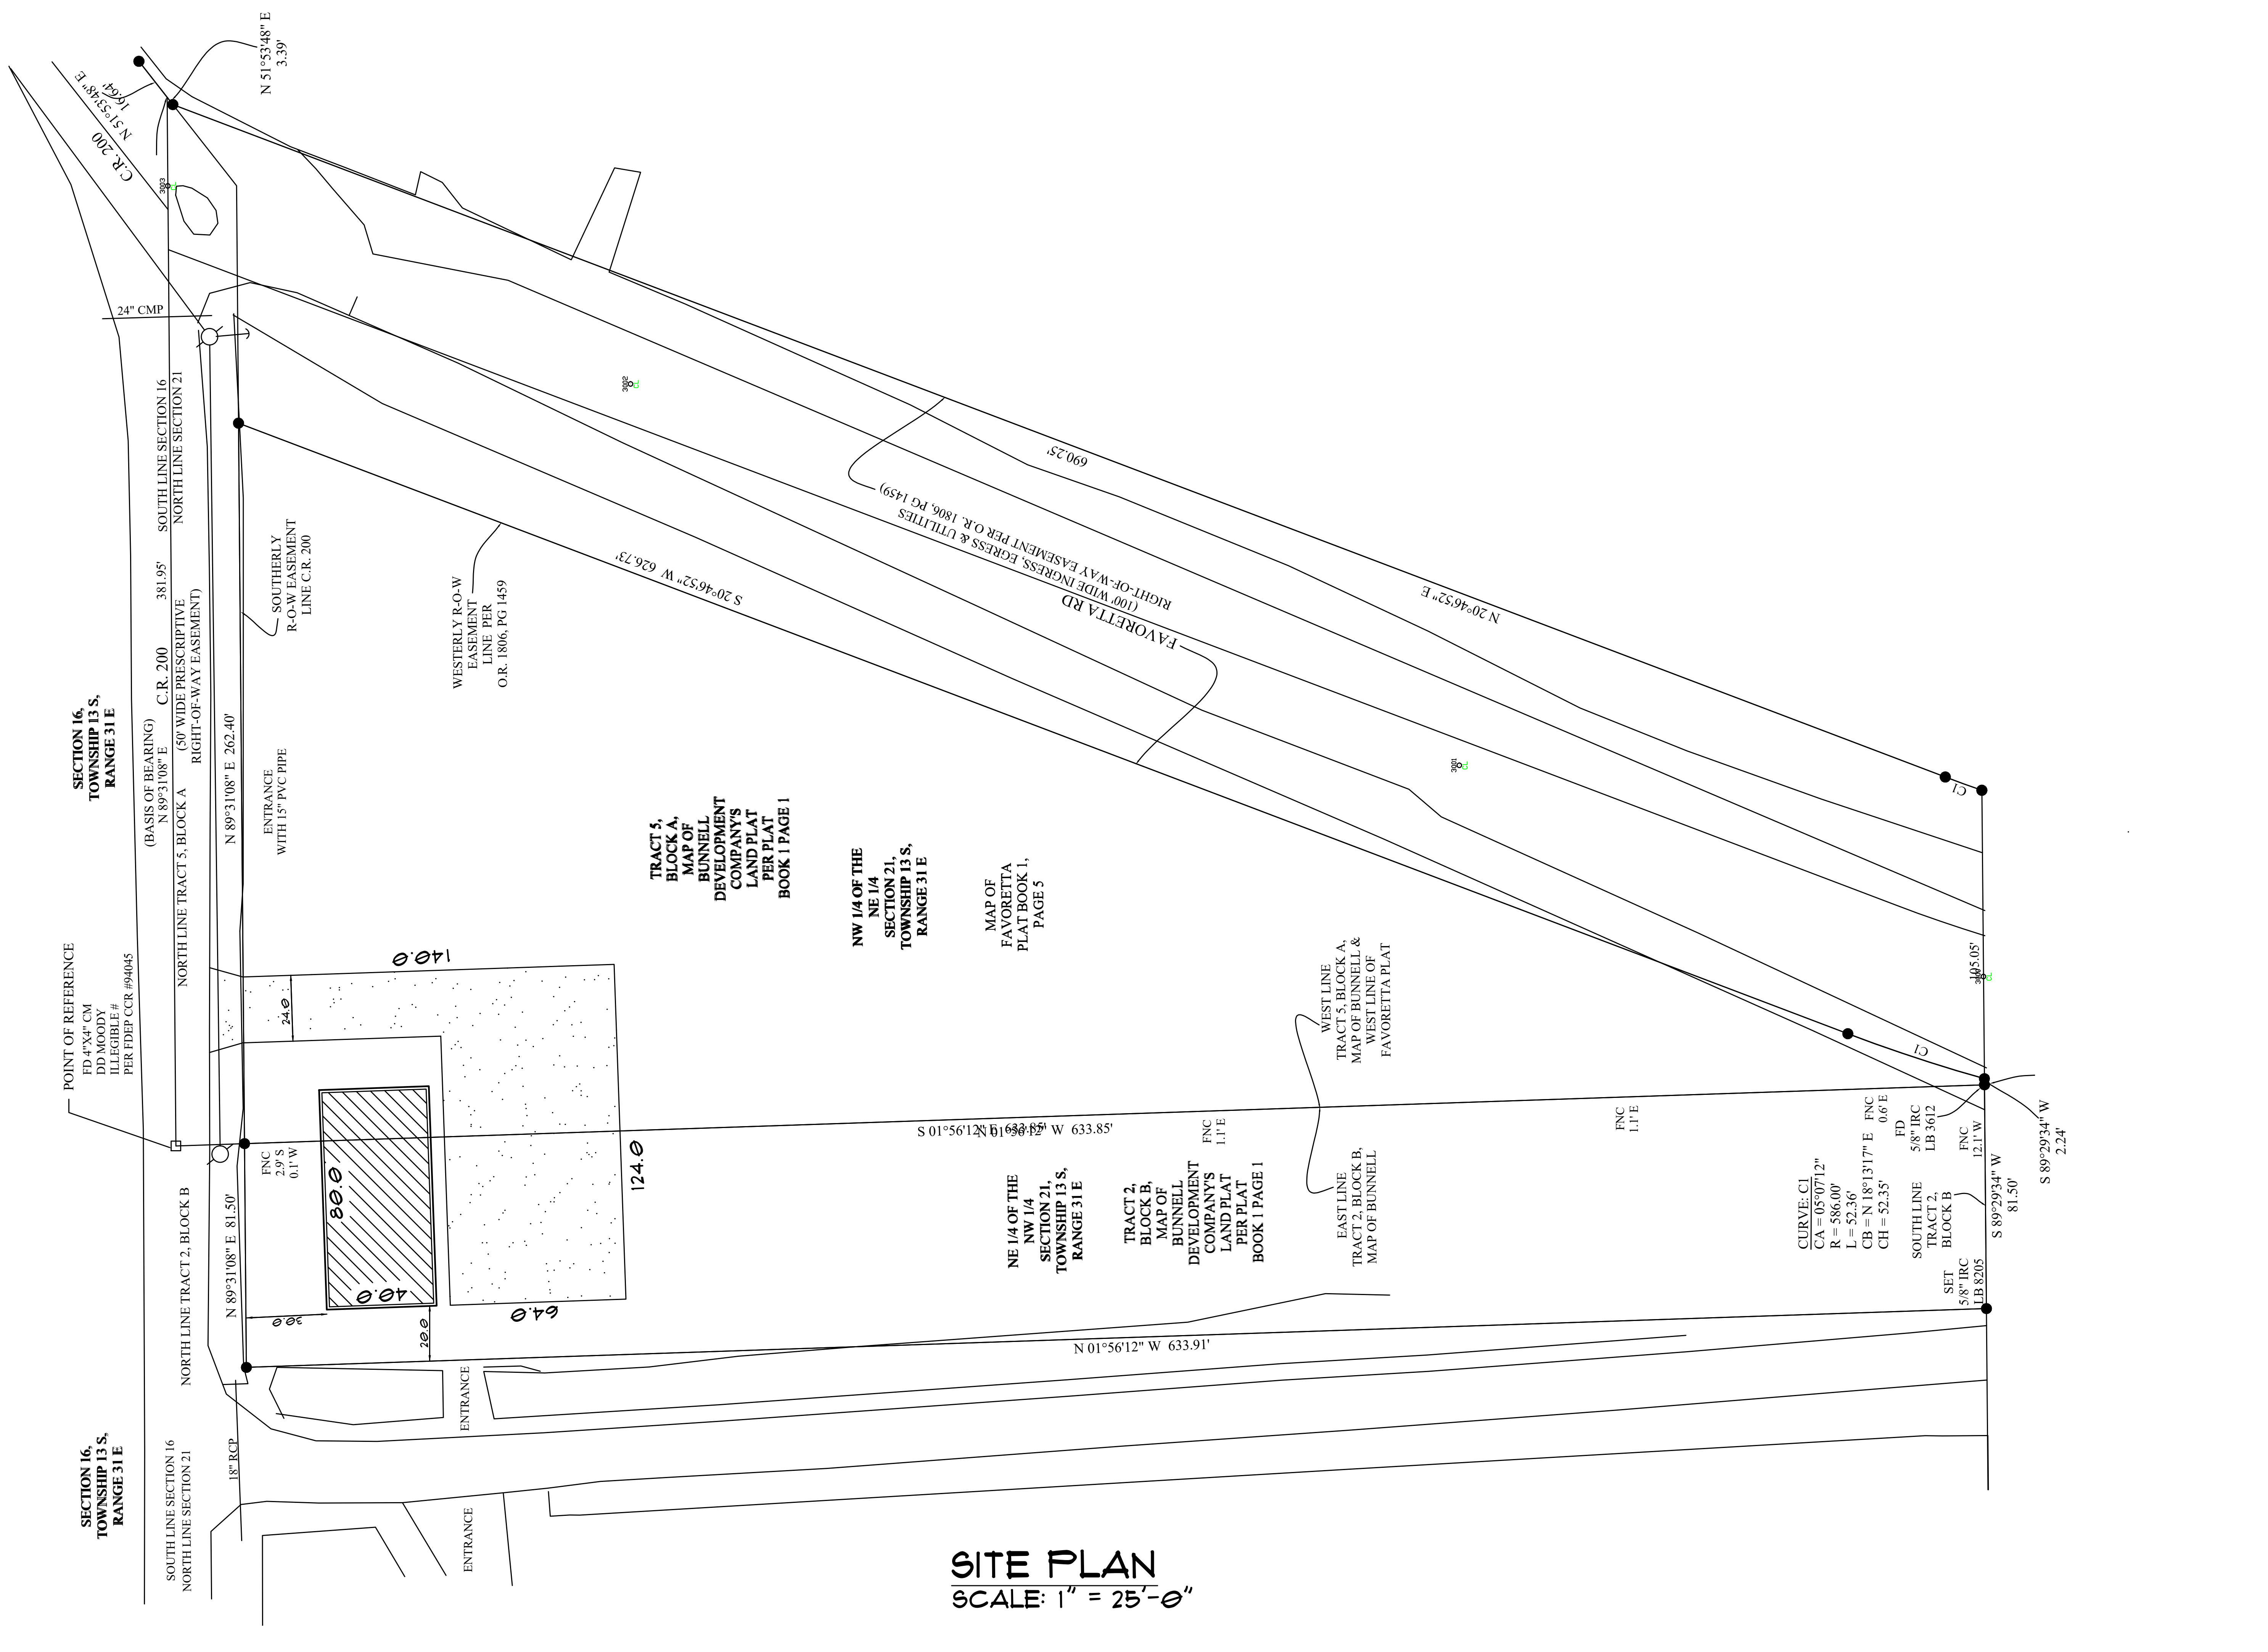 N 51°53'48" E
3.39'
N 51°53'48" E
16.64'
C.R. 200
3003
CL
24" CMP
SOUTH LINE SECTION 16
NORTH LINE SECTION 21
3002
CL
SECTION 16,
TOWNSHIP 13 S,
RANGE 31 E
(BASIS OF BEARING)
N 89°31'08" E
C.R. 200
381.95'
NORTH LINE TRACT 5, BLOCK A
(50' WIDE PRESCRIPTIVE
RIGHT-OF-WAY EASEMENT)
N 89°31'08" E 262.40'
ENTRANCE
WITH 15" PVC PIPE
SOUTHERLY
R-O-W EASEMENT
LINE C.R. 200
WESTERLY R-O-W
EASEMENT
LINE PER
O.R. 1806, PG 1459
S 20°46'52" W 626.73'
FAVORETTA RD
(100' WIDE INGRESS, EGRESS & UTILITIES
RIGHT-OF-WAY EASEMENT PER O.R. 1806, PG 1459)
690.25'
N 20°46'52" E
C1
3001
CL
TRACT 5,
BLOCK A,
MAP OF
BUNNELL
DEVELOPMENT
COMPANY'S
LAND PLAT
PER PLAT
BOOK 1 PAGE 1
NW 1/4 OF THE
NE 1/4
SECTION 21,
TOWNSHIP 13 S,
RANGE 31 E
MAP OF
FAVORETTA
PLAT BOOK 1,
PAGE 5
POINT OF REFERENCE
FD 4"X4" CM
DD MOODY
ILLEGIBLE #
PER FDEP CCR #94045
140.0
24.0
WEST LINE
TRACT 5, BLOCK A,
MAP OF BUNNELL &
WEST LINE OF
FAVORETTA PLAT
105.05'
CL
C1
S 01°56'12" E 633.85'
N 01°56'12" W 633.85'
FNC
2.9' S
0.1' W
FNC
1.1' E
FNC
1.1' E
FNC
0.6' E
FD
5/8" IRC
LB 3612
FNC
12.1' W
S 89°29'34" W
2.24'
NORTH LINE TRACT 2, BLOCK B
N 89°31'08" E 81.50'
80.0
40.0
124.0
64.0
30.0
20.0
NE 1/4 OF THE
NW 1/4
SECTION 21,
TOWNSHIP 13 S,
RANGE 31 E
TRACT 2,
BLOCK B,
MAP OF
BUNNELL
DEVELOPMENT
COMPANY'S
LAND PLAT
PER PLAT
BOOK 1 PAGE 1
EAST LINE
TRACT 2, BLOCK B,
MAP OF BUNNELL
CURVE: C1
CA = 05°07'12"
R = 586.00'
L = 52.36'
CB = N 18°13'17" E
CH = 52.35'
SOUTH LINE
TRACT 2,
BLOCK B
S 89°29'34" W
81.50'
SET
5/8" IRC
LB 8205
N 01°56'12" W 633.91'
ENTRANCE
SECTION 16,
TOWNSHIP 13 S,
RANGE 31 E
SOUTH LINE SECTION 16
NORTH LINE SECTION 21
18" RCP
ENTRANCE
SITE PLAN
SCALE: 1" = 25'-0"